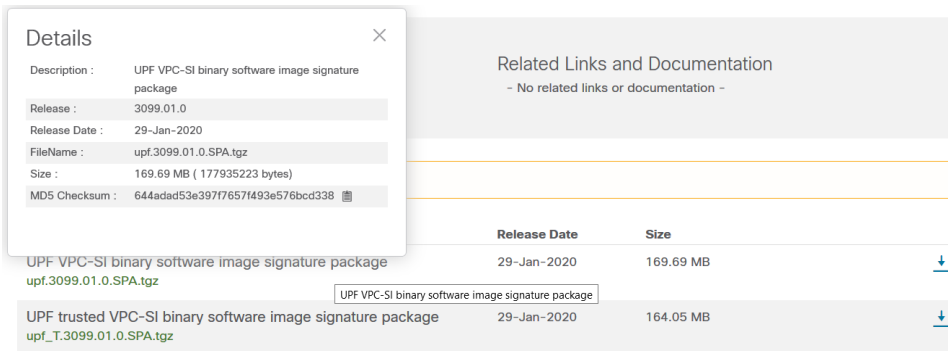 Details
Description :
UPF VPC-SI binary software image signature
package
Release :
3099.01.0
Release Date :
29-Jan-2020
FileName :
upf.3099.01.0.SPA.tgz
Size :
169.69 MB ( 177935223 bytes)
MD5 Checksum :
644adad53e397f7657f493e576bcd338
Related Links and Documentation
- No related links or documentation -
Release Date
Size
UPF VPC-SI binary software image signature package
29-Jan-2020
169.69 MB
upf.3099.01.0.SPA.tgz
UPF VPC-SI binary software image signature package
UPF trusted VPC-SI binary software image signature package
29-Jan-2020
164.05 MB
upf_T.3099.01.0.SPA.tgz